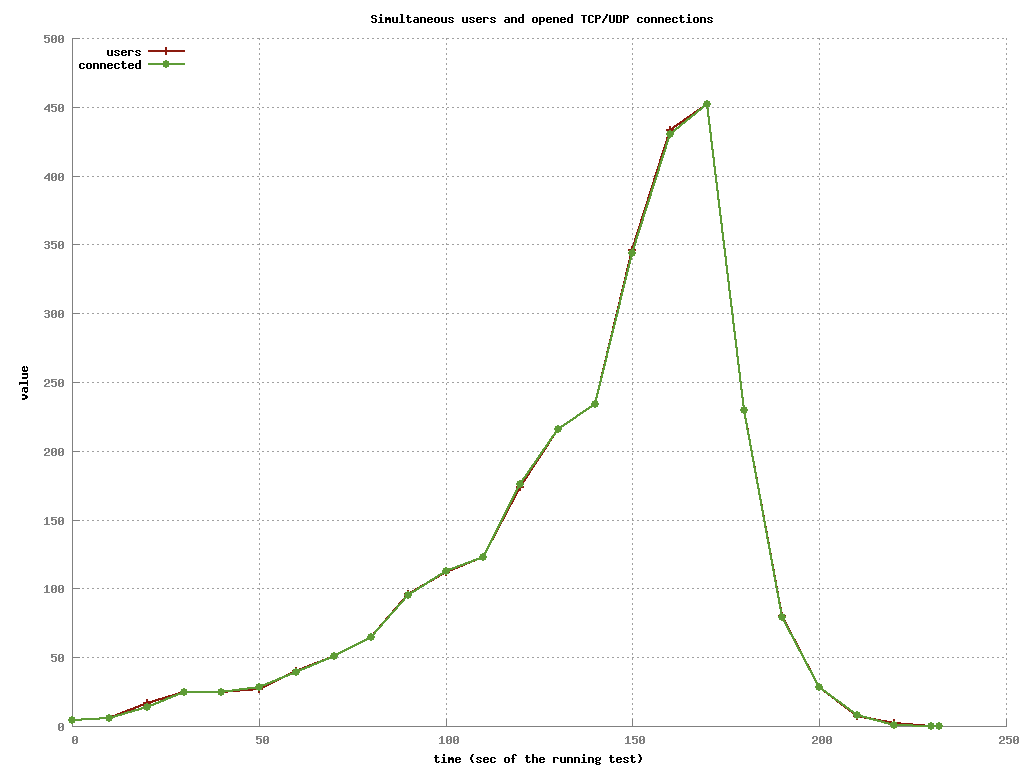 Simultaneous users and opened TCP/UDP connections
500
users
connected
450
400
350
300
value
250
200
150
100
50
0
0 50 100 150 200 250
time (sec of the running test)